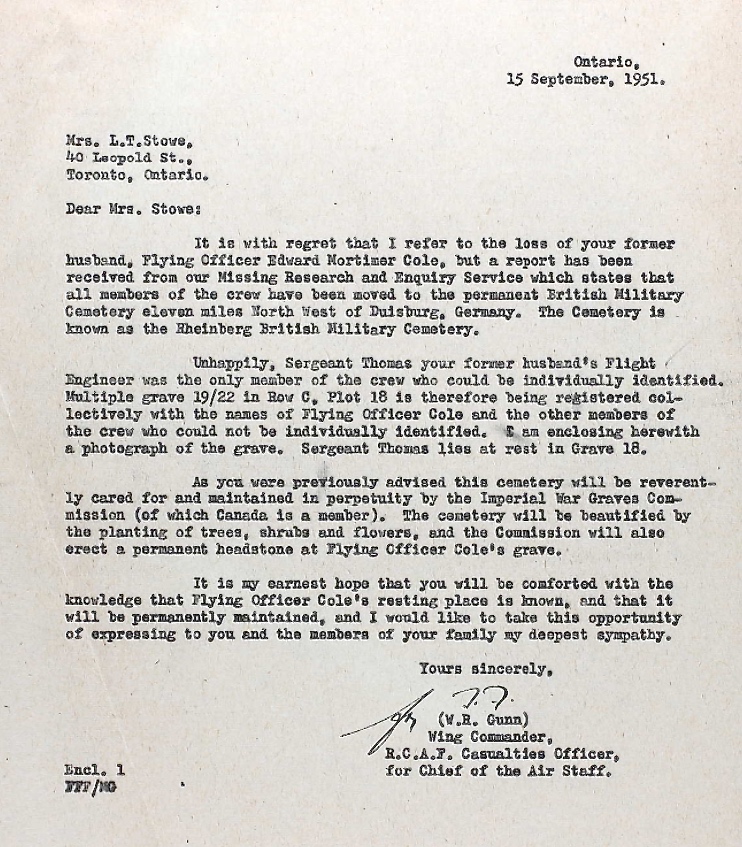 Ontario,
15 September, 1951.
Mrs. L.T.Stowe,
40 Leopold St.,
Toronto, Ontario.
Dear Mrs. Stowe:
It is with regret that I refer to the loss of your former
husband, Flying Officer Edward Mortimer Cole, but a report has been
received from our Missing Research and Enquiry Service which states that
all members of the crew have been moved to the permanent British Military
Cemetery eleven miles North West of Duisburg, Germany. The Cemetery is
known as the Rheinberg British Military Cemetery.
Unhappily, Sergeant Thomas your former husband's Flight
Engineer was the only member of the crew who could be individually identified.
Multiple grave 19/22 in Row C, Plot 18 is therefore being registered col-
lectively with the names of Flying Officer Cole and the other members of
the crew who could not be individually identified. I am enclosing herewith
a photograph of the grave. Sergeant Thomas lies at rest in Grave 18.
As you were previously advised this cemetery will be reverent-
ly cared for and maintained in perpetuity by the Imperial War Graves Com-
mission (of which Canada is a member). The cemetery will be beautified by
the planting of trees, shrubs and flowers, and the Commission will also
erect a permanent headstone at Flying Officer Cole's grave.
It is my earnest hope that you will be comforted with the
knowledge that Flying Officer Cole's resting place is known, and that it
will be permanently maintained, and I would like to take this opportunity
of expressing to you and the members of your family my deepest sympathy.
Yours sincerely,
(W.R. Gunn)
Wing Commander,
R.C.A.F. Casualties Officer,
for Chief of the Air Staff.
Encl. 1